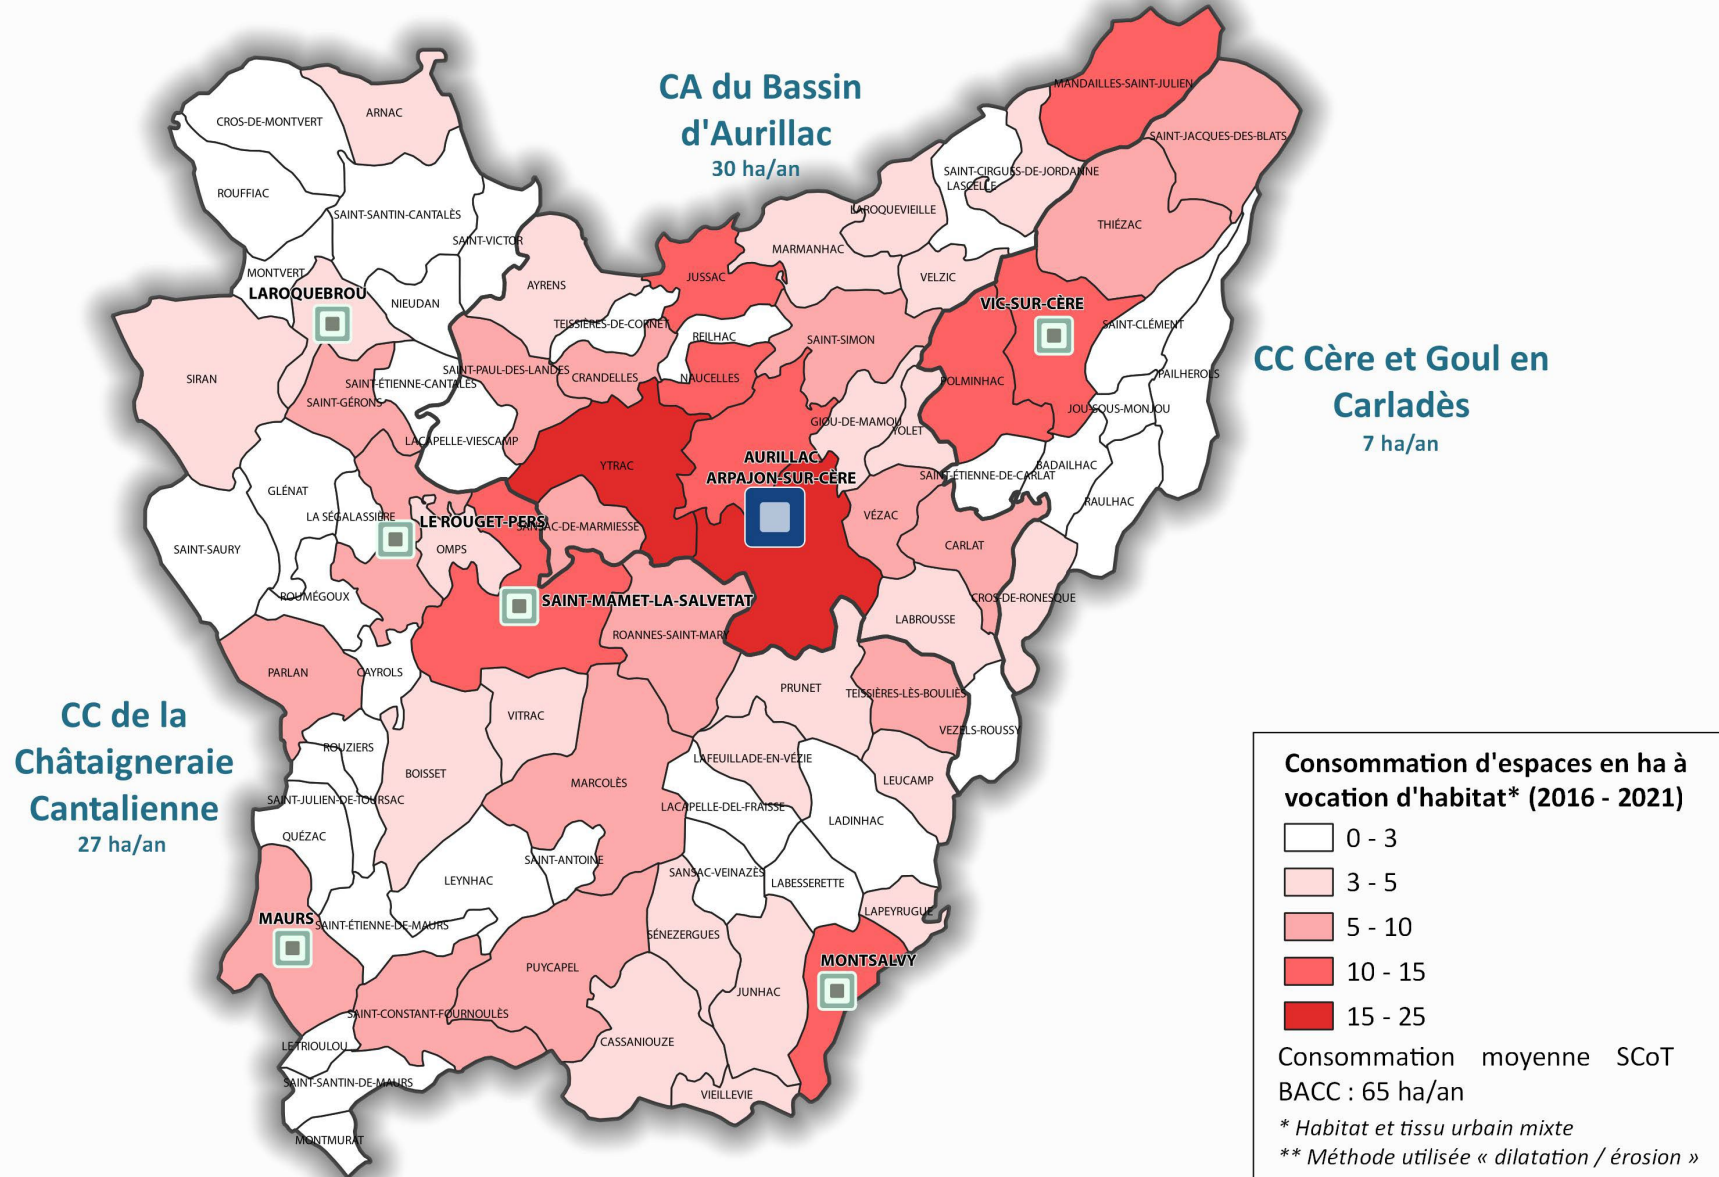 MANDAILLES-SAINT-JULIEN
CA du Bassin
d'Aurillac
30 ha/an
ARNAC
CROS-DE-MONTVERT
SAINT-JACQUES-DES-BLATS
SAINT-CIRGUES-DE-JORDANNE
LASCELLE
ROUFFIAC
LAROQUEVIEILLE
SAINT-SANTIN-CANTALÈS
THIÉZAC
SAINT-VICTOR
MARMANHAC
MONTVERT
JUSSAC
VELZIC
AYRENS
LAROQUEBROU
NIEUDAN
VIC-SUR-CÈRE
TEISSIÈRES-DE-CORNET
SAINT-CLÉMENT
REILHAC
SAINT-SIMON
CC Cère et Goul en
Carladès
7 ha/an
SIRAN
SAINT-ÉTIENNE-CANTALÈS
SAINT-PAUL-DES-LANDES
CRANDELLES
NAUCELLES
POLMINHAC
PAILHEROLS
SAINT-GÉRONS
JOU-SOUS-MONJOU
GIOU-DE-MAMOU
YOLET
LACAPELLE-VIESCAMP
YTRAC
AURILLAC
ARPAJON-SUR-CÈRE
BADAILHAC
SAINT-ÉTIENNE-DE-CARLAT
GLÉNAT
RAULHAC
LA SÉGALASSIÈRE
LE ROUGET-PERS
SANSAC-DE-MARMIESSE
VÉZAC
SAINT-SAURY
OMPS
CARLAT
ROUMÉGOUX
SAINT-MAMET-LA-SALVETAT
CROS-DE-RONESQUE
LABROUSSE
ROANNES-SAINT-MARY
PARLAN
CAYROLS
PRUNET
TEISSIÈRES-LÈS-BOULIÈS
CC de la
Châtaigneraie
Cantalienne
27 ha/an
VITRAC
VEZELS-ROUSSY
ROUZIERS
BOISSET
LAFEUILLADE-EN-VÉZIE
LEUCAMP
MARCOLÈS
SAINT-JULIEN-DE-TOURSAC
LACAPELLE-DEL-FRAISSE
LADINHAC
QUÉZAC
SAINT-ANTOINE
LEYNHAC
SANSAC-VEINAZÈS
LABESSERETTE
MAURS
SAINT-ÉTIENNE-DE-MAURS
LAPEYRUGUE
SÉNEZERGUES
PUYCAPEL
MONTSALVY
JUNHAC
SAINT-CONSTANT-FOURNOULÈS
LE TRIOULOU
CASSANIOUZE
SAINT-SANTIN-DE-MAURS
VIEILLEVIE
MONTMURAT
Consommation d'espaces en ha à
vocation d'habitat* (2016 - 2021)
0 - 3
3 - 5
5 - 10
10 - 15
15 - 25
Consommation moyenne SCoT
BACC : 65 ha/an
* Habitat et tissu urbain mixte
** Méthode utilisée « dilatation / érosion »